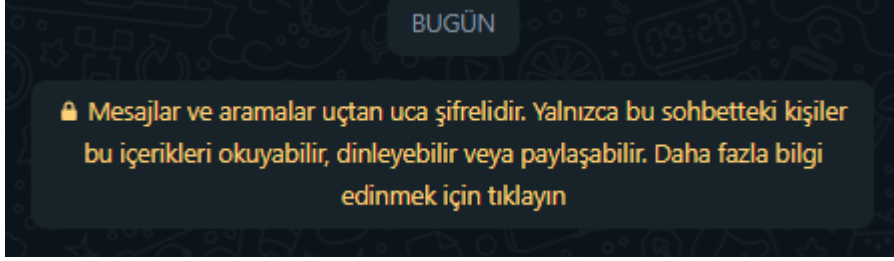 BUGÜN
Mesajlar ve aramalar uçtan uca şifrelidir. Yalnızca bu sohbetteki kişiler
bu içerikleri okuyabilir, dinleyebilir veya paylaşabilir. Daha fazla bilgi
edinmek için tıklayın